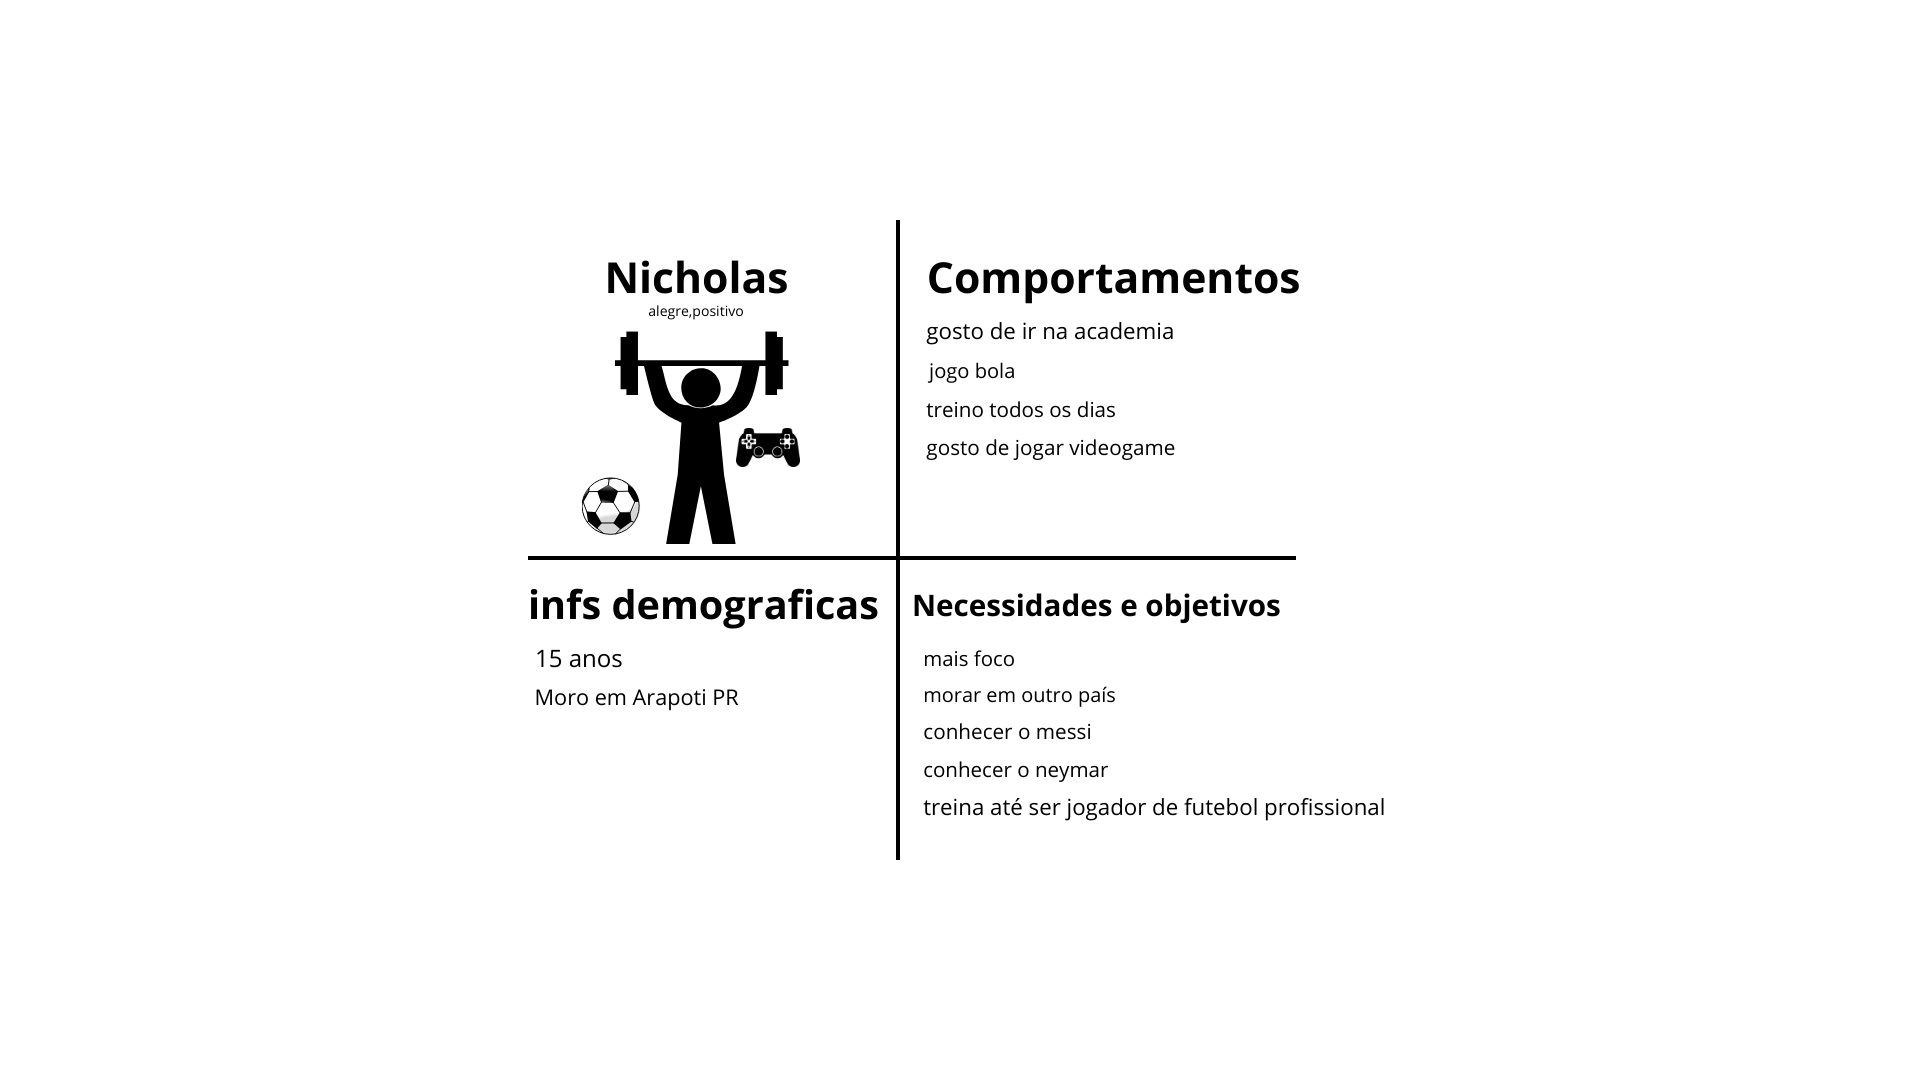 Nicholas
alegre,positivo
Comportamentos
gosto de ir na academia
jogo bola
treino todos os dias
gosto de jogar videogame
infs demograficas
15 anos
Moro em Arapoti PR
Necessidades e objetivos
mais foco
morar em outro país
conhecer o messi
conhecer o neymar
treina até ser jogador de futebol profissional